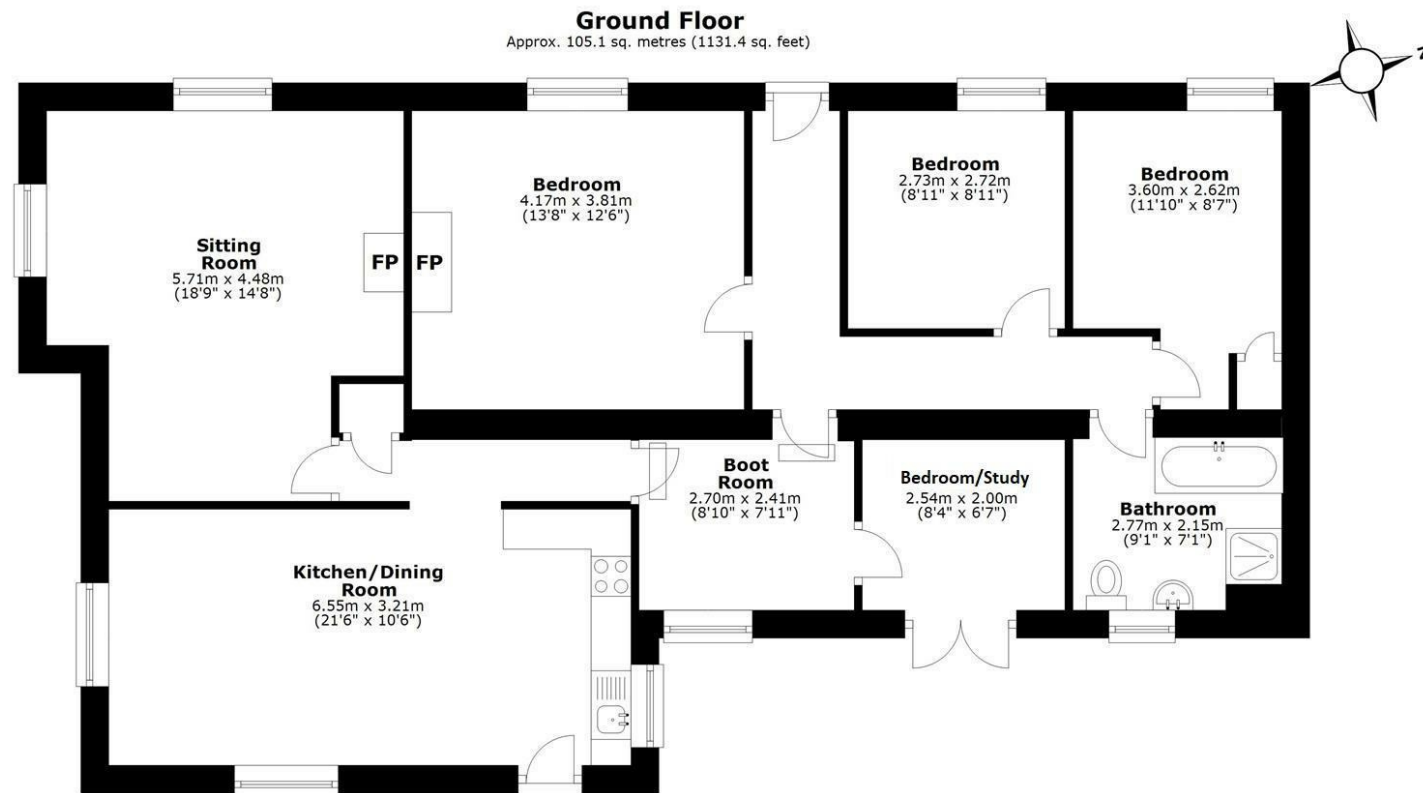 Ground Floor
Approx. 105.1 sq. metres (1131.4 sq. feet)
Sitting
Room
5.71m x 4.48m
(18'9" x 14'8")
FP
FP
Bedroom
4.17m x 3.81m
(13'8" x 12'6")
Bedroom
2.73m x 2.72m
(8'11" x 8'11")
Bedroom
3.60m x 2.62m
(11'10" x 8'7")
Kitchen/Dining
Room
6.55m x 3.21m
(21'6" x 10'6")
Boot
Room
2.70m x 2.41m
(8'10" x 7'11")
Bedroom/Study
2.54m x 2.00m
(8'4" x 6'7")
Bathroom
2.77m x 2.15m
(9'1" x 7'1")